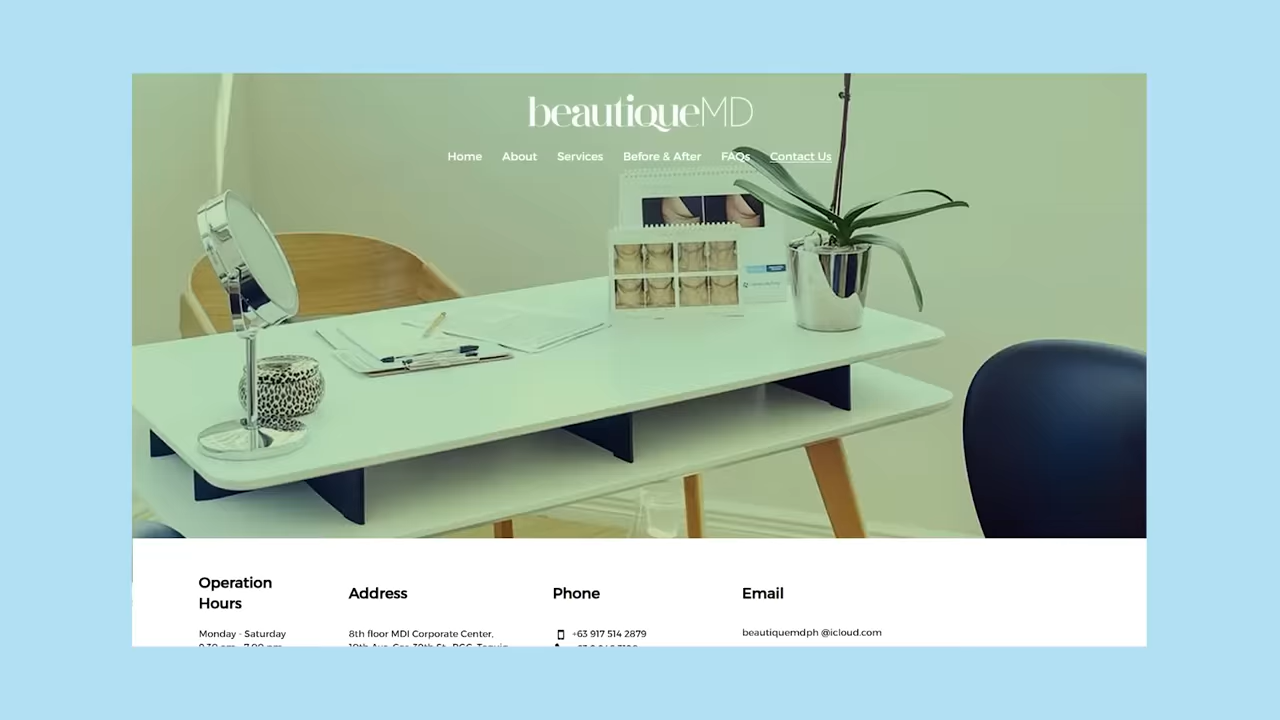 beautiqueMD
Home About Services Before & After FAQs Contact Us
Operation
Hours
Address
Phone
Email
Monday - Saturday
8th floor MDI Corporate Center,
+63 917 514 2879
beautiquemdph @icloud.com